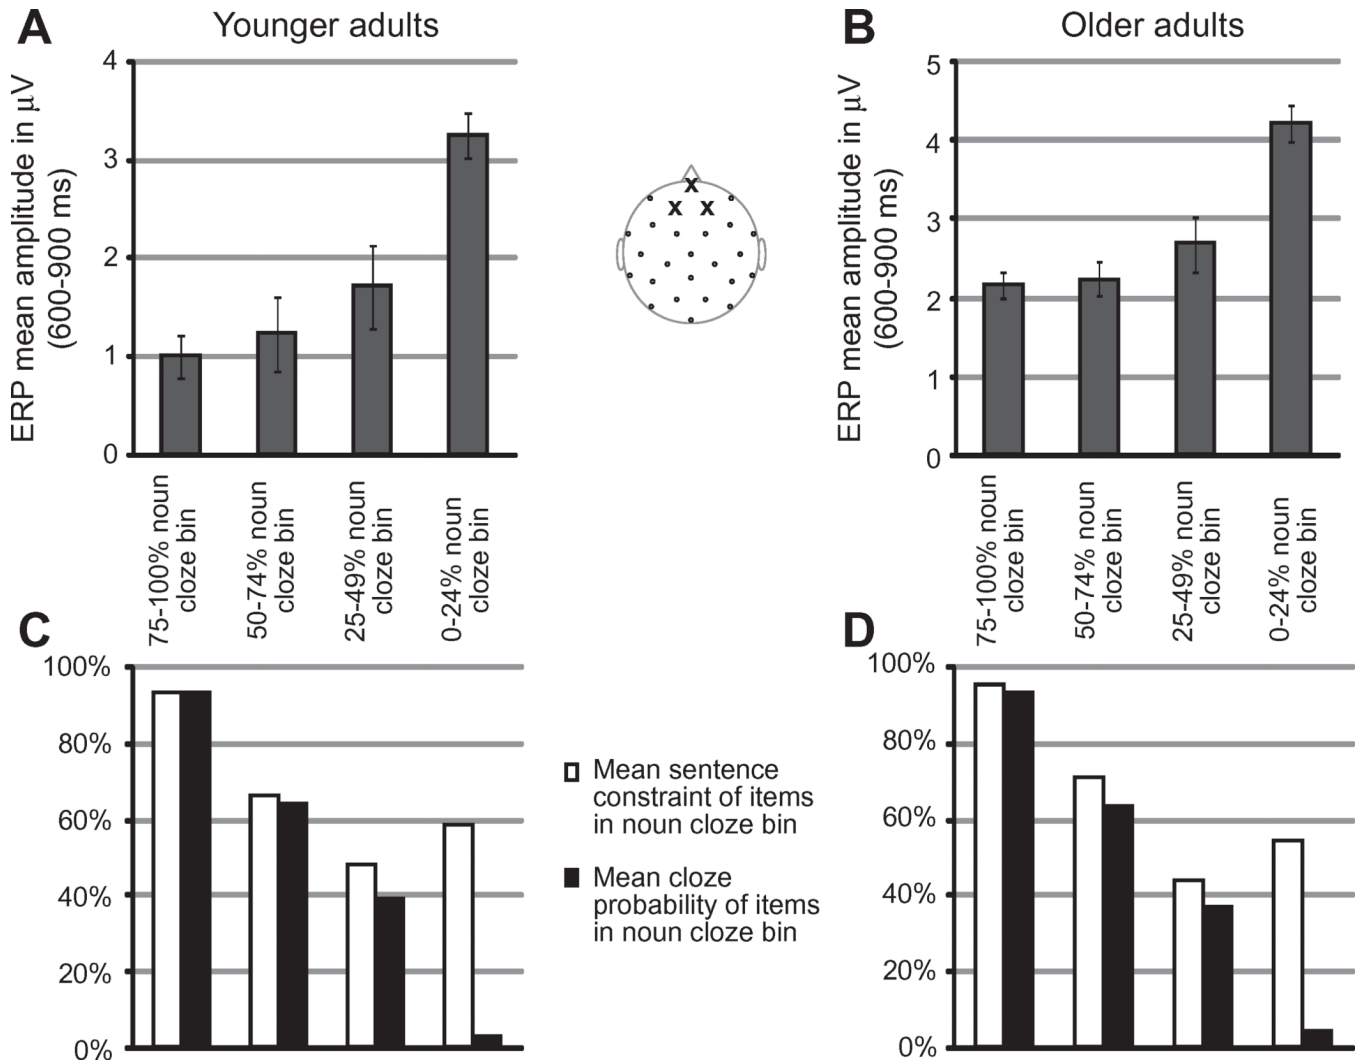 A
Younger adults
B
Older adults
ERP mean amplitude in µV
(600-900 ms)
4
3
2
1
0
75-100% noun
cloze bin
50-74% noun
cloze bin
25-49% noun
cloze bin
0-24% noun
cloze bin
X
X X
ERP mean amplitude in µV
(600-900 ms)
5
4
3
2
1
0
75-100% noun
cloze bin
50-74% noun
cloze bin
25-49% noun
cloze bin
0-24% noun
cloze bin
C
100%
80%
60%
40%
20%
0%
Mean sentence
constraint of items
in noun cloze bin
Mean cloze
probability of items
in noun cloze bin
D
100%
80%
60%
40%
20%
0%